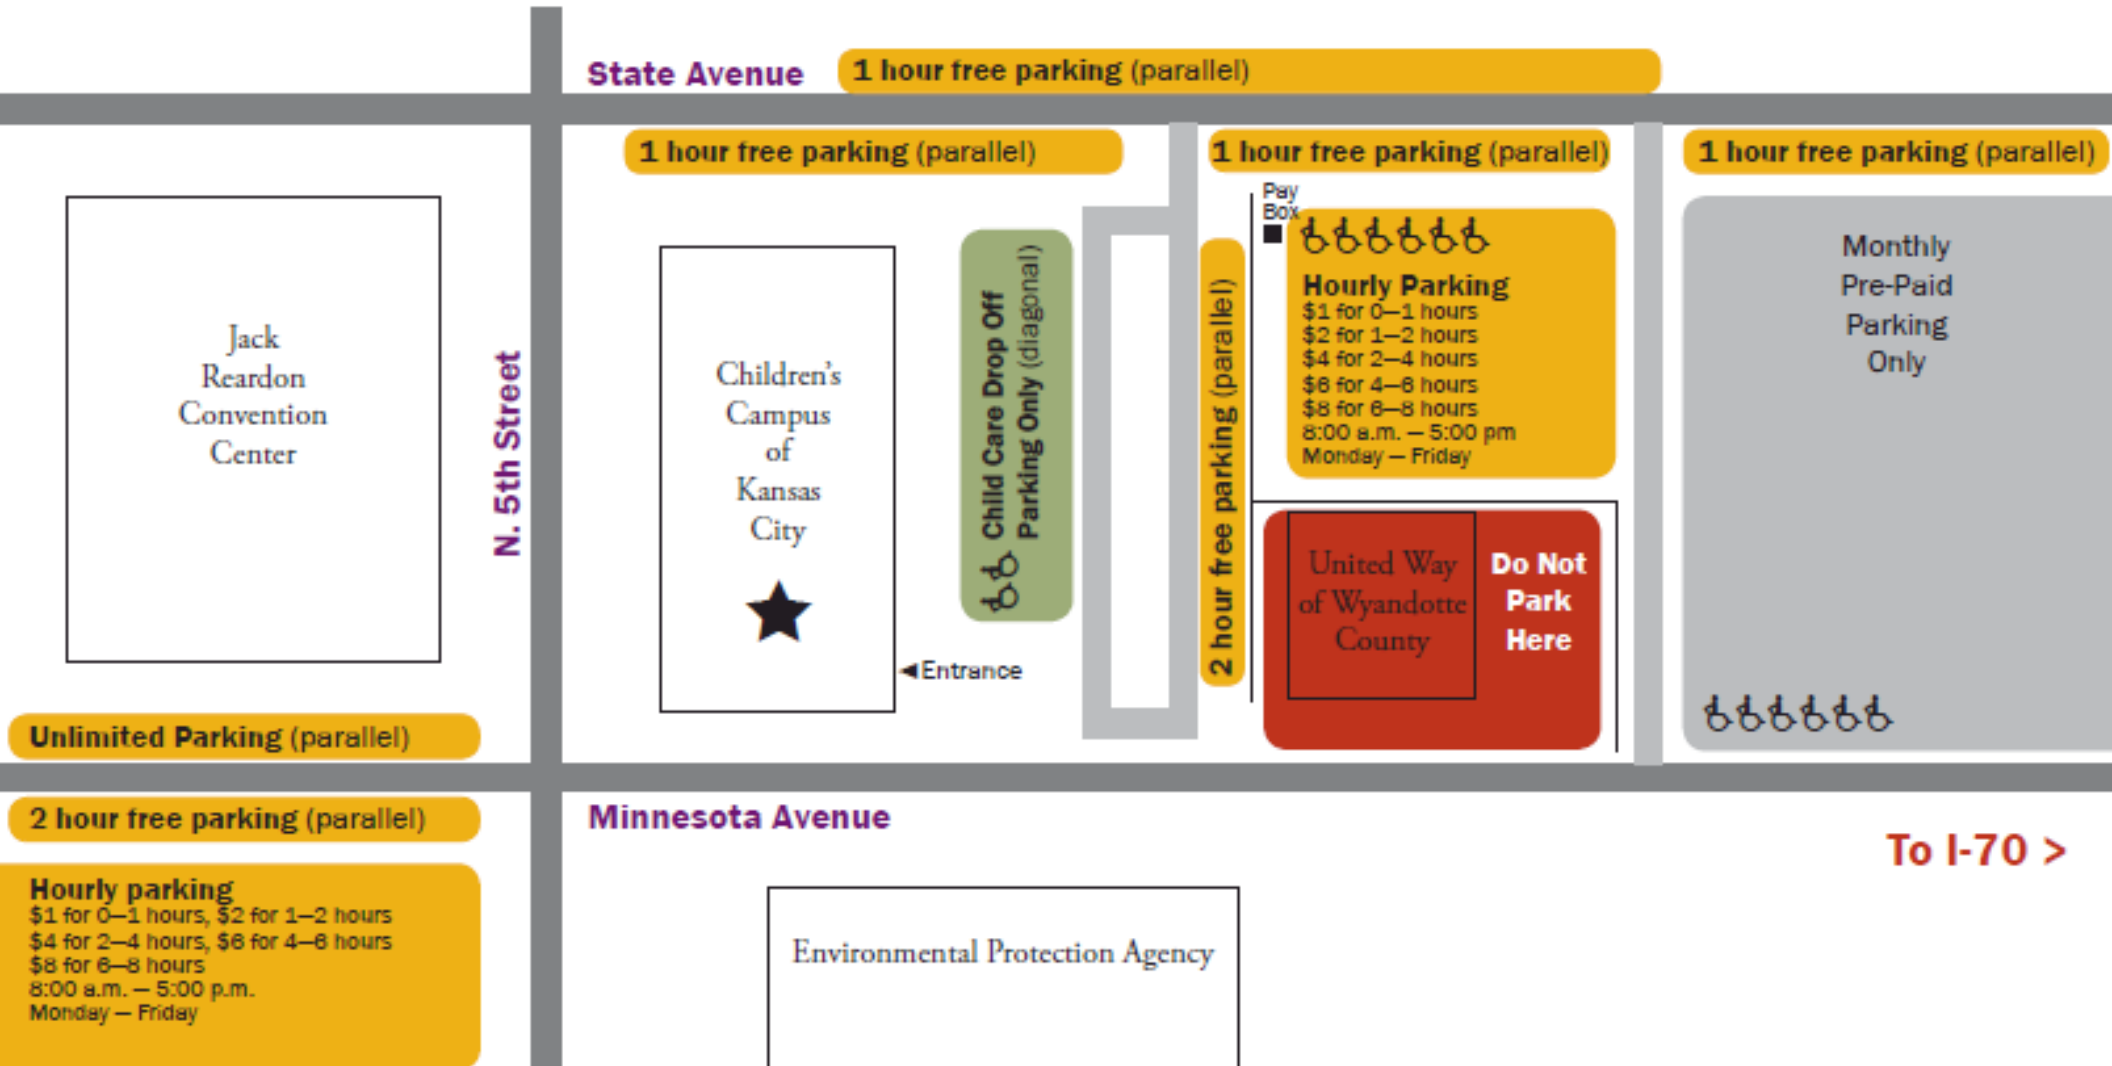 State Avenue
1 hour free parking (parallel)
1 hour free parking (parallel)
1 hour free parking (parallel)
1 hour free parking (parallel)
Jack
Reardon
Convention
Center
N. 5th Street
Children's
Campus
of
Kansas
City
Entrance
Child Care Drop Off
Parking Only (diagonal)
2 hour free parking (parallel)
Pay
Box
Hourly Parking
$1 for 0—1 hours
$2 for 1—2 hours
$4 for 2—4 hours
$6 for 4—6 hours
$8 for 6—8 hours
8:00 a.m. — 5:00 pm
Monday — Friday
United Way
of Wyandotte
County
Do Not
Park
Here
Monthly
Pre-Paid
Parking
Only
Unlimited Parking (parallel)
2 hour free parking (parallel)
Hourly parking
$1 for 0—1 hours, $2 for 1—2 hours
$4 for 2—4 hours, $6 for 4—6 hours
$8 for 6—8 hours
8:00 a.m. — 5:00 p.m.
Monday — Friday
Minnesota Avenue
To I-70 >
Environmental Protection Agency